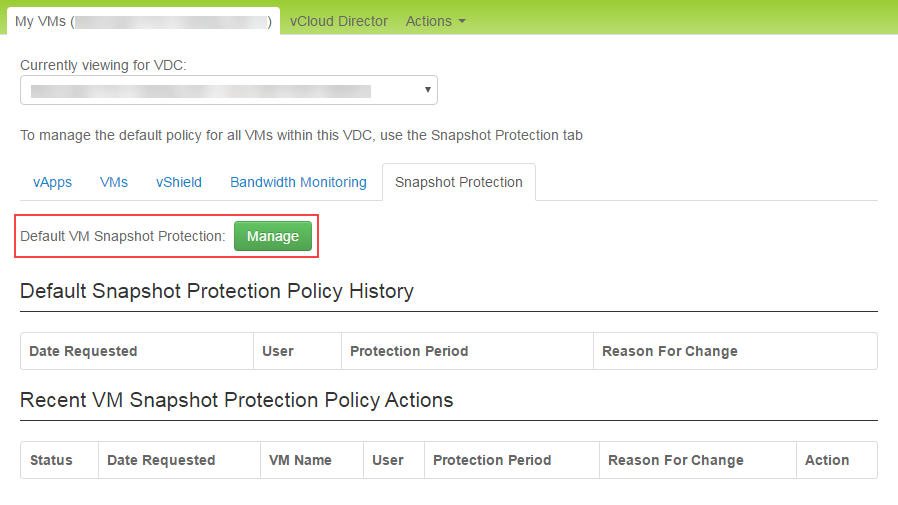 My VMs ( ) vCloud Director Actions
Currently viewing for VDC:
To manage the default policy for all VMs within this VDC, use the Snapshot Protection tab
vApps VMs vShield Bandwidth Monitoring Snapshot Protection
Default VM Snapshot Protection: Manage
Default Snapshot Protection Policy History
Date Requested User Protection Period Reason For Change
Recent VM Snapshot Protection Policy Actions
Status Date Requested VM Name User Protection Period Reason For Change Action